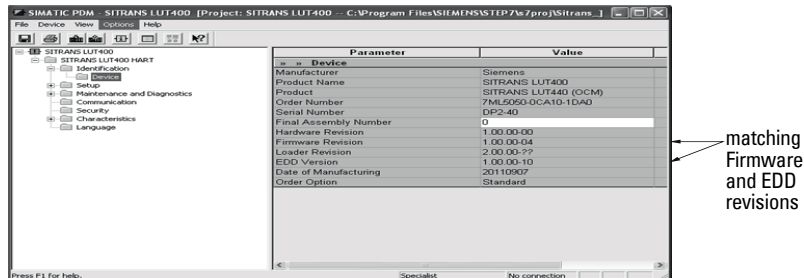 SIMATIC PDM - SITRANS LUT400 [Project: SITRANS LUT400 -- C:\Program Files\SIEMENS\STEP7\s7proj\Sitrans_]
File Device View Options Help
SITRANS LUT400
SITRANS LUT400 HART
Identification
Device
Setup
Maintenance and Diagnostics
Communication
Security
Characteristics
Language
Parameter Value
» » Device
Manufacturer Siemens
Product Name SITRANS LUT400
Product SITRANS LUT440 (OCM)
Order Number 7ML5050-0CA10-1DA0
Serial Number DP2-40
Final Assembly Number 0
Hardware Revision 1.00.00-00
Firmware Revision 1.00.00-04
Loader Revision 2.00.00-??
EDD Version 1.00.00-10
Date of Manufacturing 20110907
Order Option Standard
matching
Firmware
and EDD
revisions
Press F1 for help. Specialist No connection